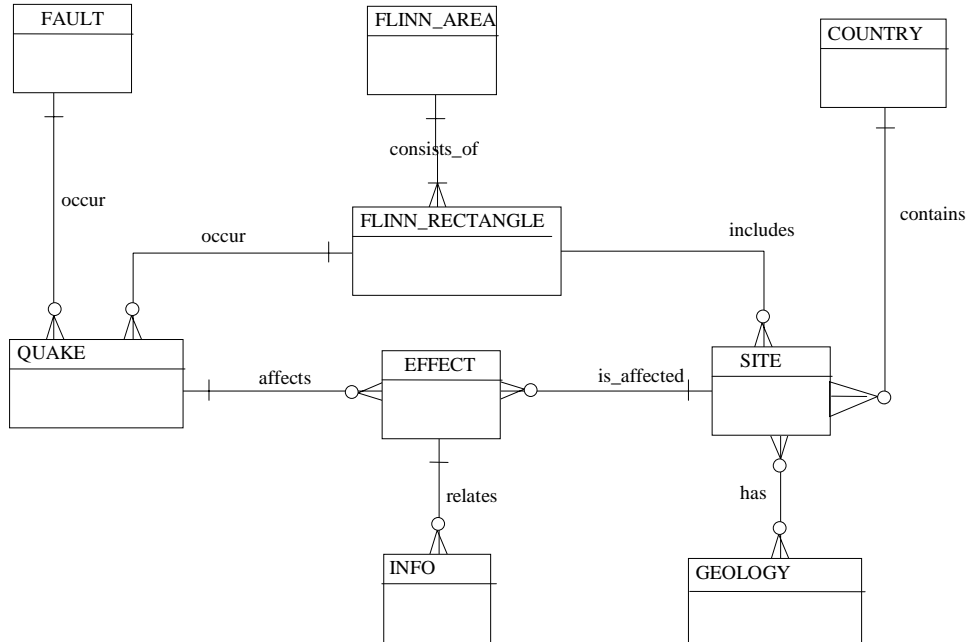 FAULT
FLINN_AREA
COUNTRY
consists_of
occur
FLINN_RECTANGLE
contains
occur
includes
QUAKE
EFFECT
SITE
affects
is_affected
relates
has
INFO
GEOLOGY